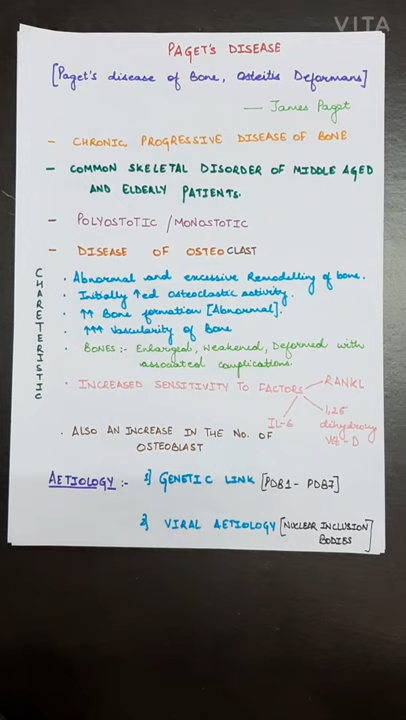 VITA
PAGET'S DISEASE
[Paget's disease of Bone, Osteitis Deformans]
— James Paget
- CHRONIC, PROGRESSIVE DISEASE OF BONE
- COMMON SKELETAL DISORDER OF MIDDLE AGED
AND ELDERLY PATIENTS.
- POLYOSTOTIC / MONOSTOTIC
- DISEASE OF OSTEOCLAST
CHARETERISTIC
· Abnormal and excessive Remodelling of bone.
· Initially ↑ed osteoclastic activity.
· ↑↑ Bone formation [Abnormal].
· ↑↑↑ Vascularity of Bone
· BONES :- Enlarged, Weakened, Deformed with
associated complications.
· INCREASED SENSITIVITY TO FACTORS RANKL
IL-6
1,25
dihydroxy
Vit-D
· ALSO AN INCREASE IN THE NO. OF
OSTEOBLAST
AETIOLOGY :- 1) GENETIC LINK [PDB1- PDB7]
2) VIRAL AETIOLOGY [NUCLEAR INCLUSION
BODIES]